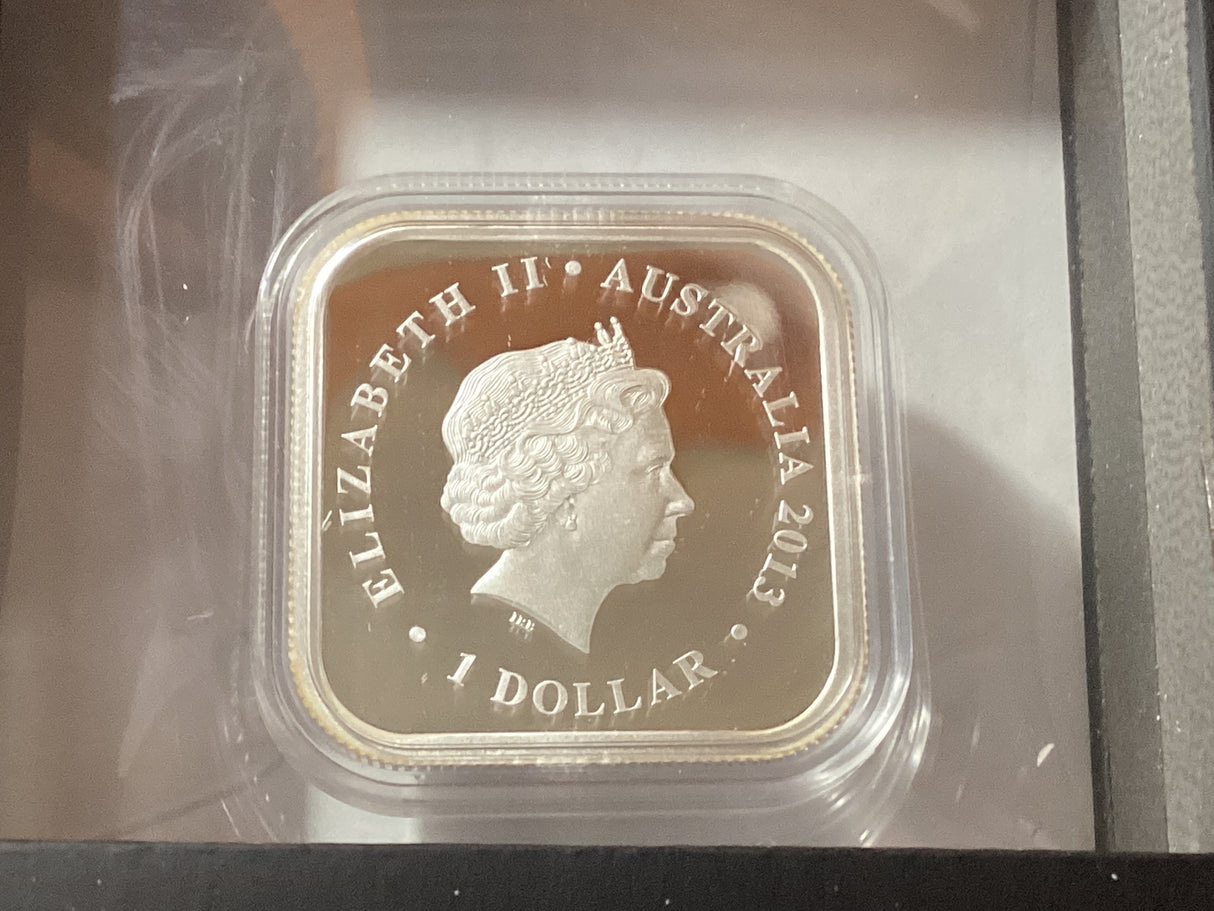 ELIZABETH II • AUSTRALIA 2013
• 1 DOLLAR •
IRB